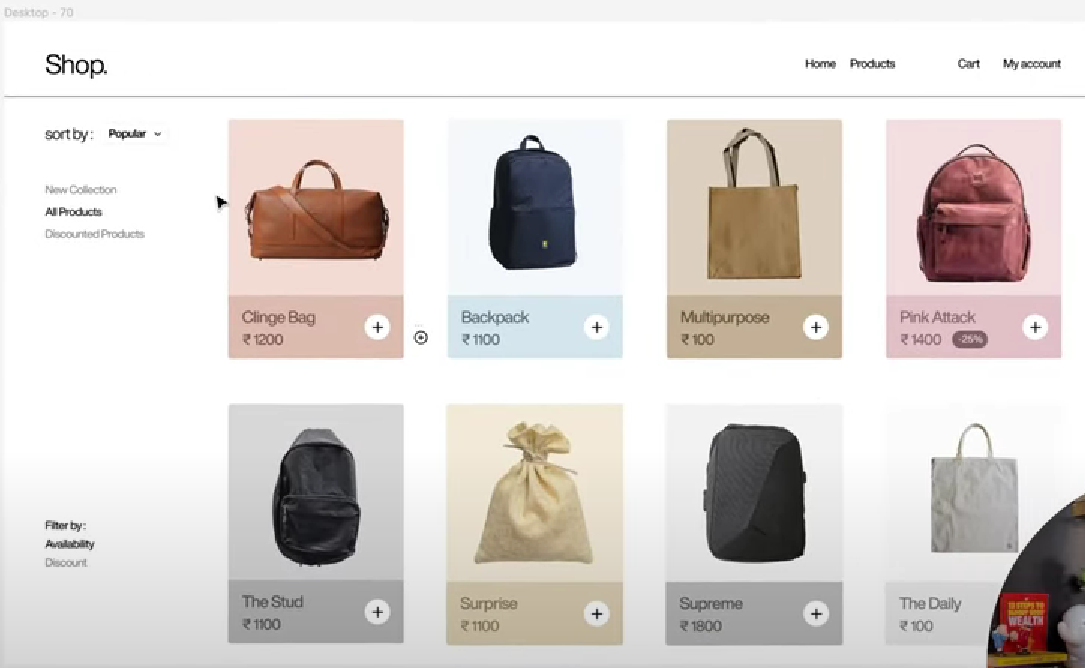 Desktop - 70
Shop.
Home Products Cart My account
sort by : Popular
New Collection
All Products
Discounted Products
Clinge Bag
₹ 1200
Backpack
₹ 1100
Multipurpose
₹ 100
Pink Attack
₹ 1400 -25%
Filter by :
Availability
Discount
The Stud
₹ 1100
Surprise
₹ 1100
Supreme
₹ 1800
The Daily
₹ 100
WEALTH